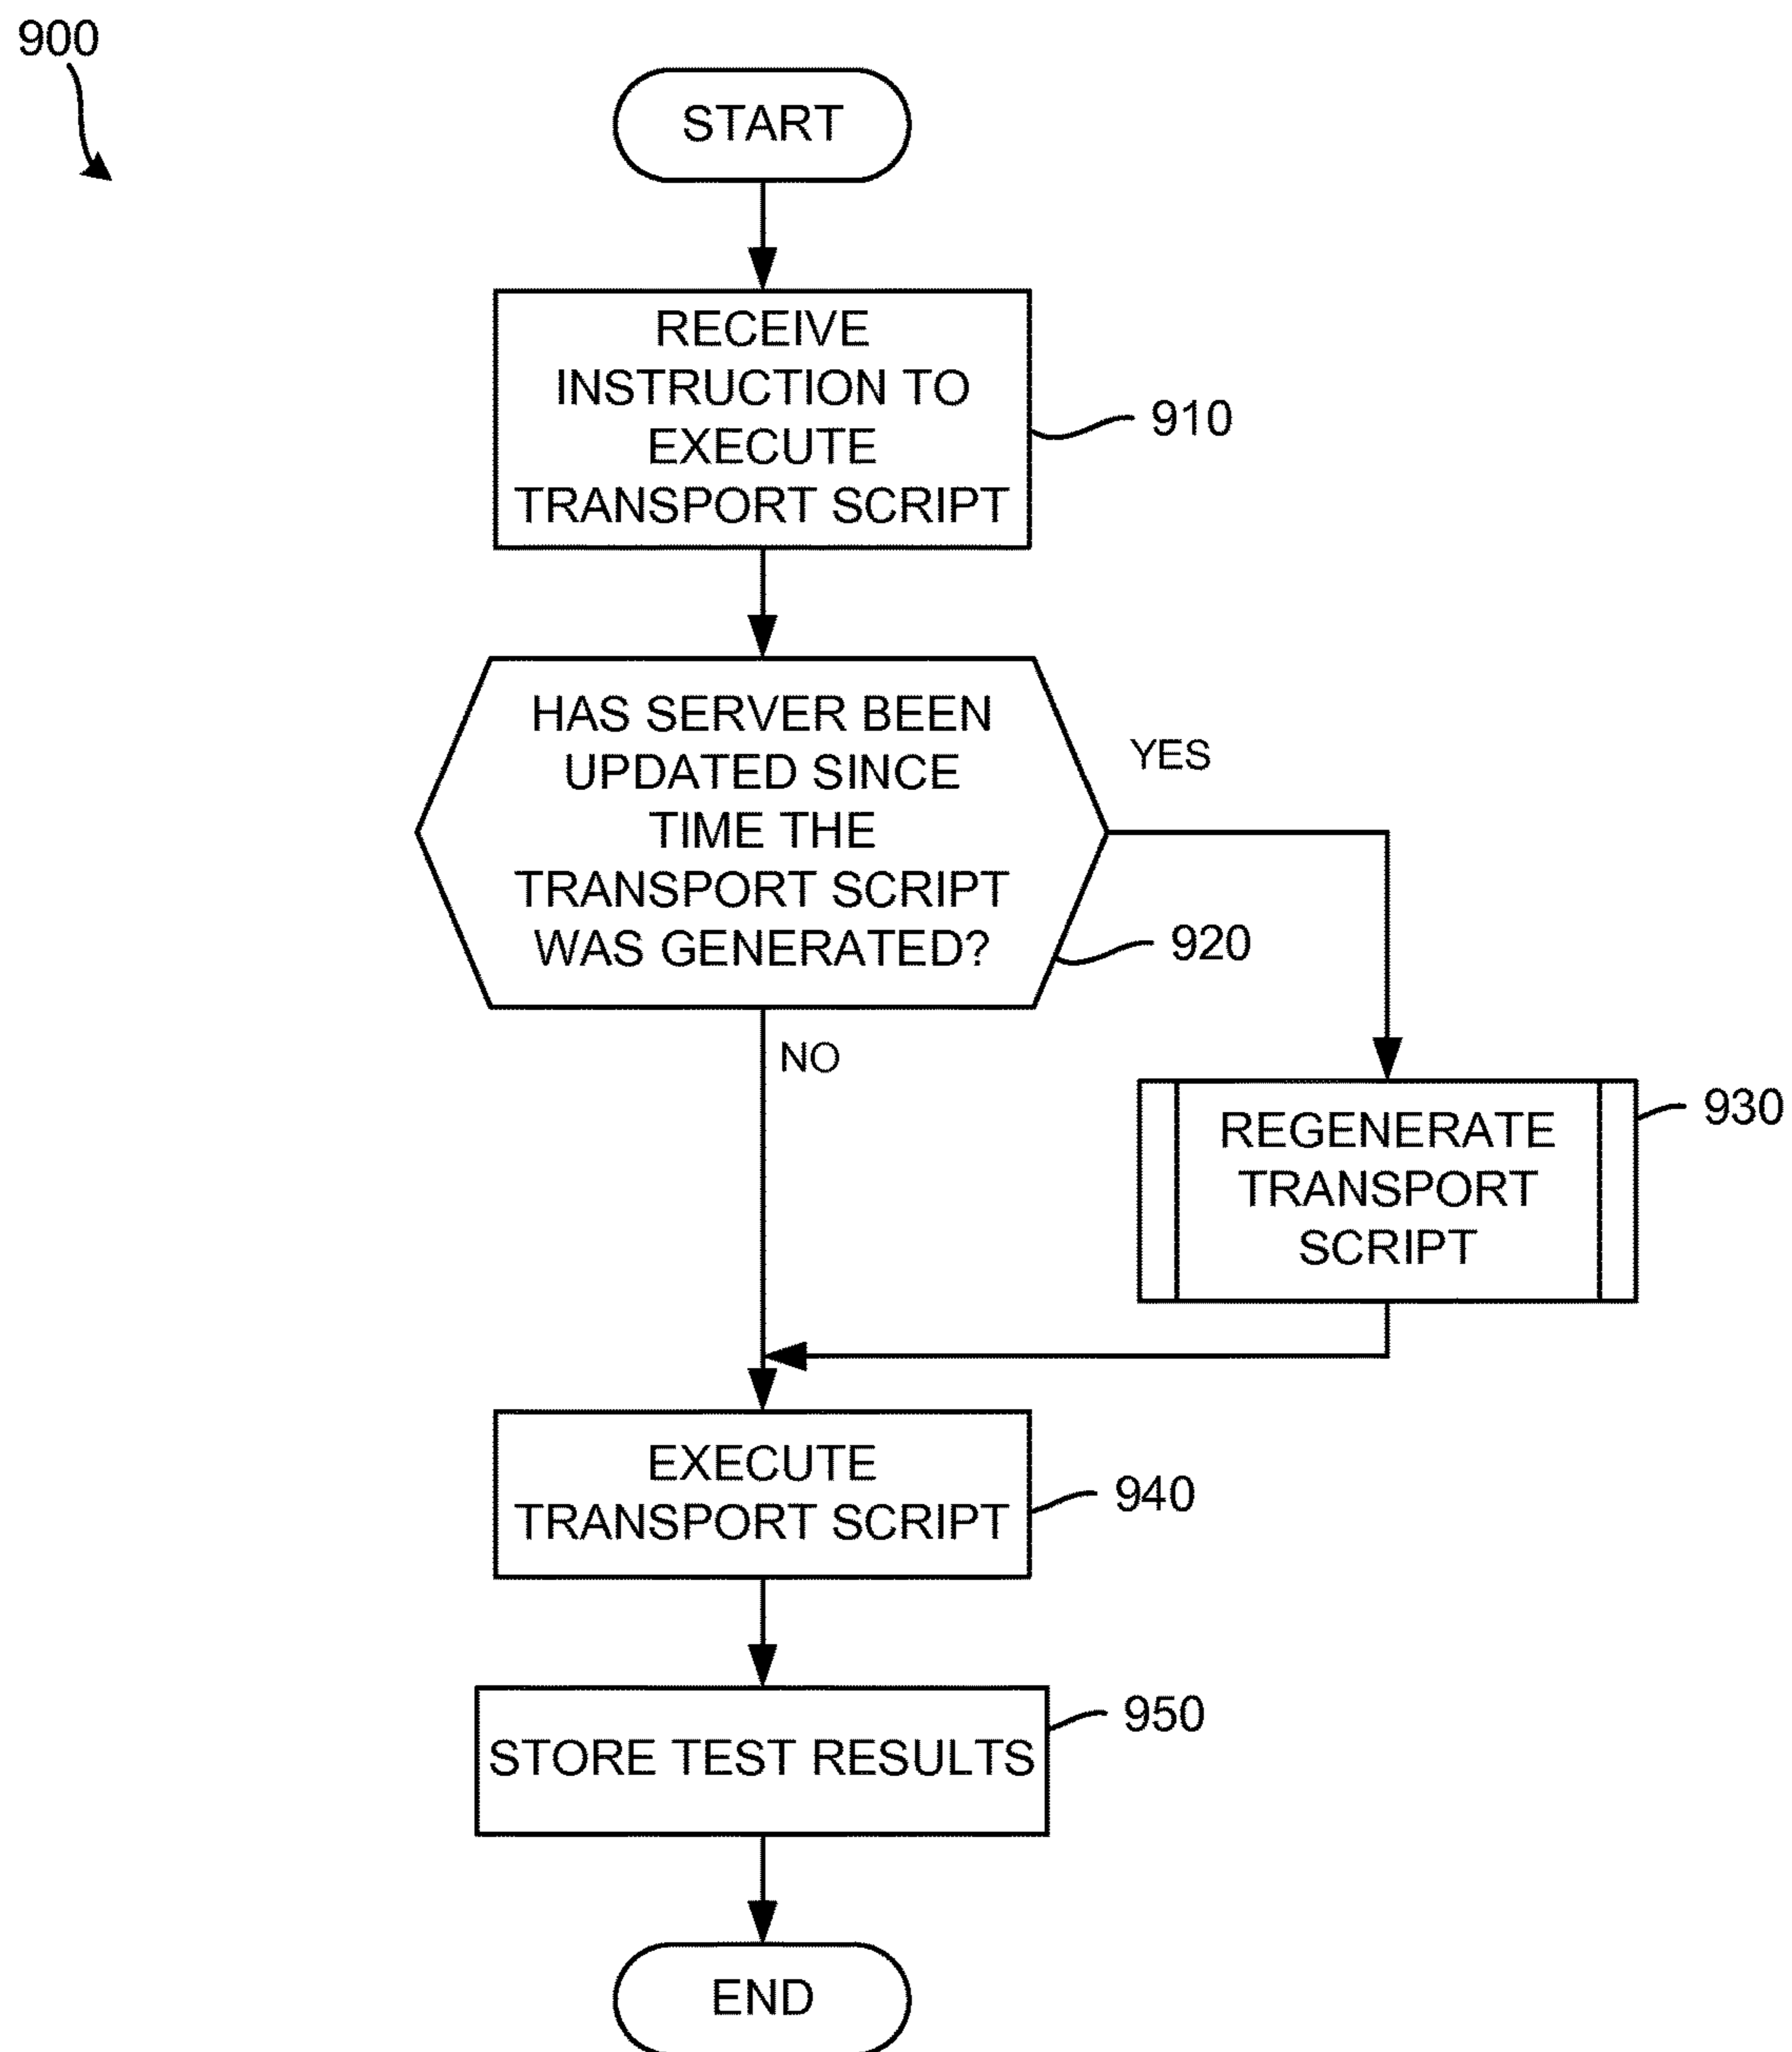 900
START
RECEIVE
INSTRUCTION TO
EXECUTE
TRANSPORT SCRIPT
910
HAS SERVER BEEN
UPDATED SINCE
TIME THE
TRANSPORT SCRIPT
WAS GENERATED?
YES
920
NO
REGENERATE
TRANSPORT
SCRIPT
930
EXECUTE
TRANSPORT SCRIPT
940
STORE TEST RESULTS
950
END